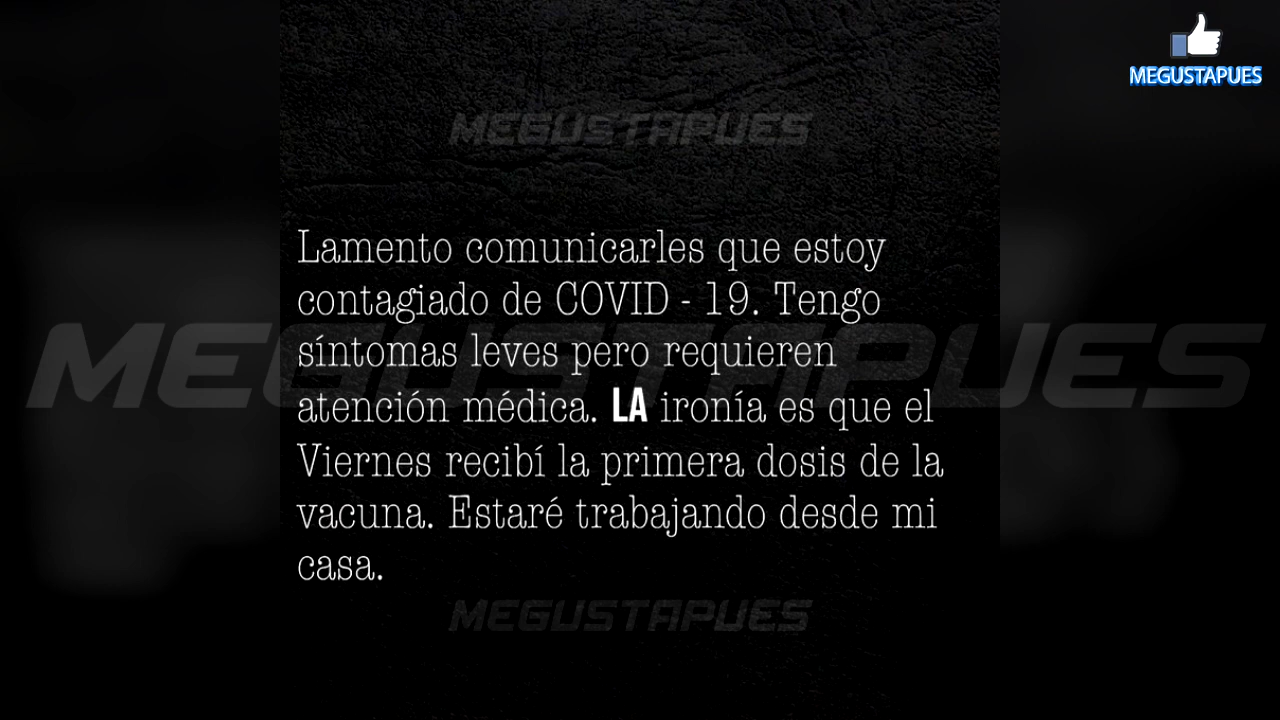 MEGUSTAPUES
MEGUSTAPUES
Lamento comunicarles que estoy
contagiado de COVID - 19. Tengo
síntomas leves pero requieren
MEGUSTAPUES
atención médica. LA ironía es que el
Viernes recibí la primera dosis de la
vacuna. Estaré trabajando desde mi
casa.
MEGUSTAPUES